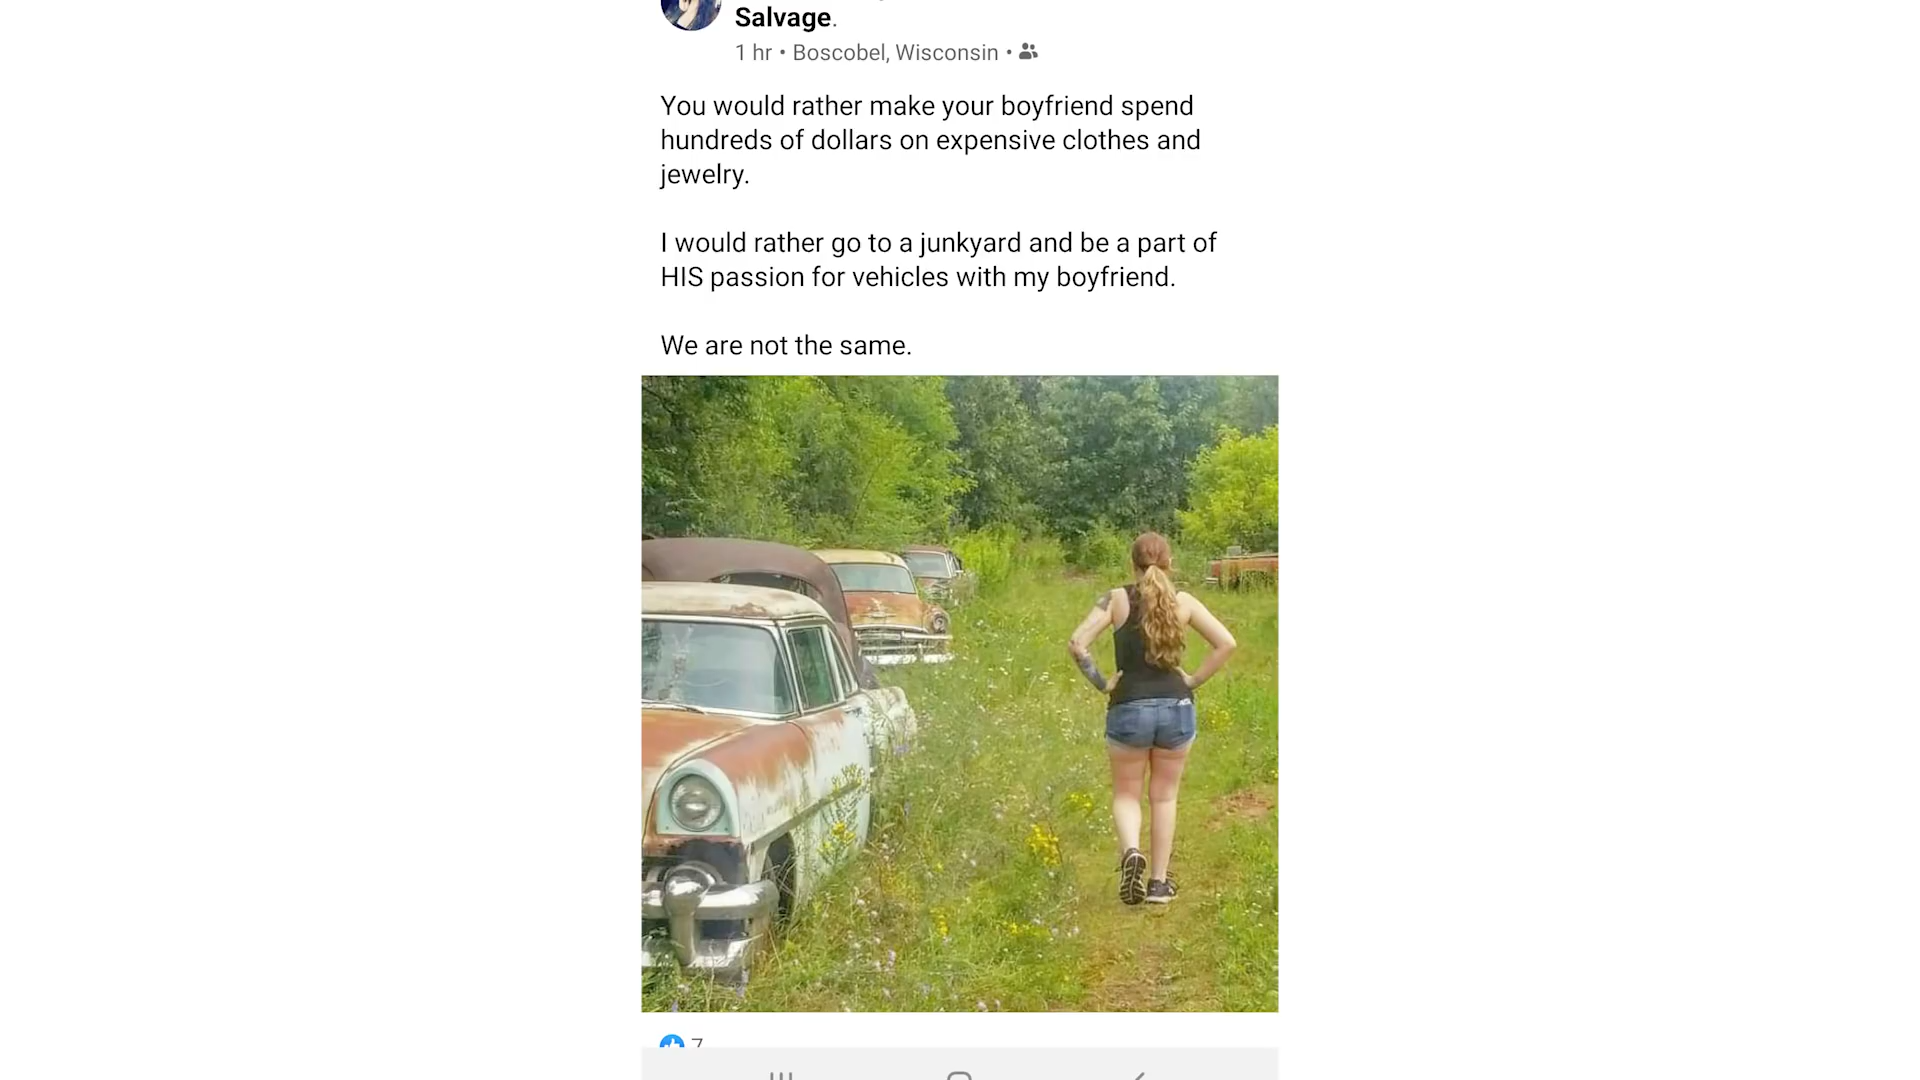 Salvage.
1 hr • Boscobel, Wisconsin •
You would rather make your boyfriend spend
hundreds of dollars on expensive clothes and
jewelry.
I would rather go to a junkyard and be a part of
HIS passion for vehicles with my boyfriend.
We are not the same.
7